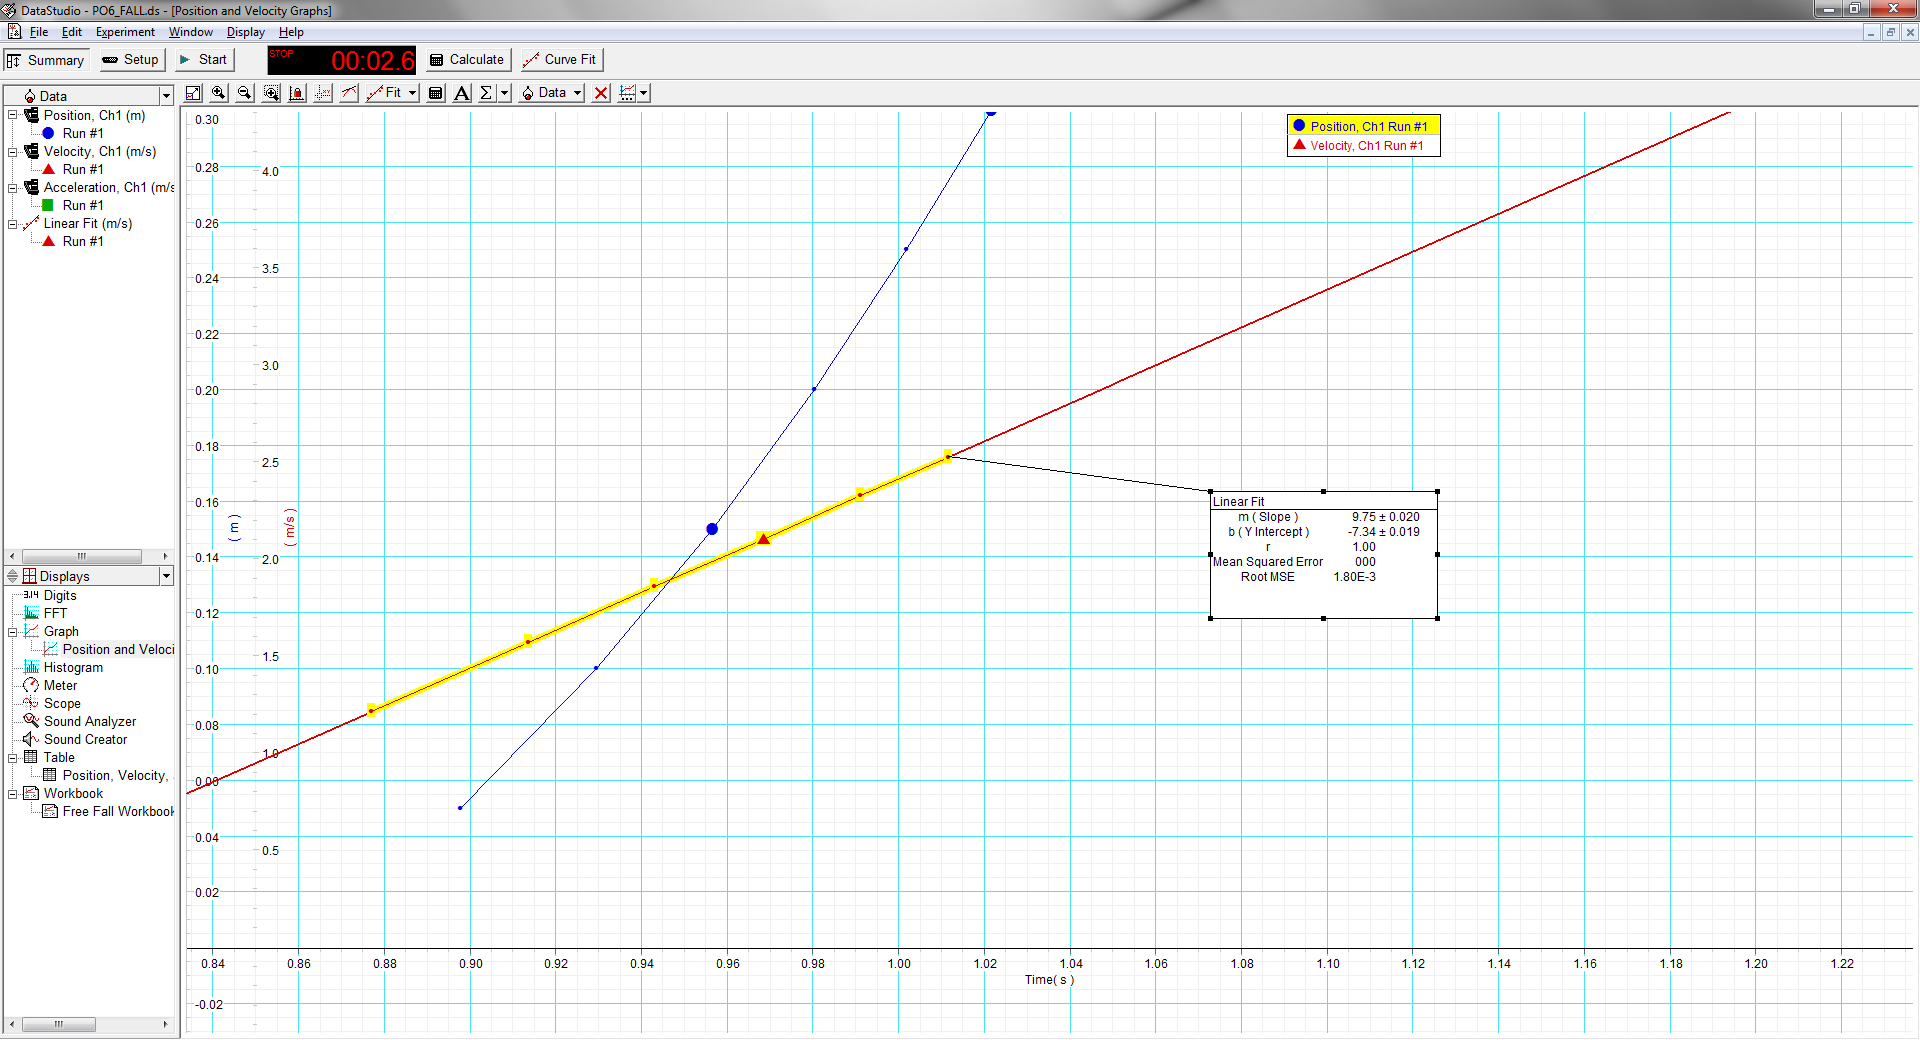 DataStudio - PO6_FALL.ds - [Position and Velocity Graphs]
File Edit Experiment Window Display Help
Summary Setup Start STOP 00:02.6 Calculate Curve Fit
Fit A Σ Data
Data
Position, Ch1 (m)
Run #1
Velocity, Ch1 (m/s)
Run #1
Acceleration, Ch1 (m/s
Run #1
Linear Fit (m/s)
Run #1
Displays
3.14 Digits
FFT
Graph
Position and Veloci
Histogram
Meter
Scope
Sound Analyzer
Sound Creator
Table
Position, Velocity,
Workbook
Free Fall Workbook
0.30
0.28
0.26
0.24
0.22
0.20
0.18
0.16
0.14
0.12
0.10
0.08
0.06
0.04
0.02
-0.02
( m )
4.0
3.5
3.0
2.5
2.0
1.5
1.0
0.5
( m/s )
Position, Ch1 Run #1
Velocity, Ch1 Run #1
Linear Fit
m ( Slope ) 9.75 ± 0.020
b ( Y Intercept ) -7.34 ± 0.019
r 1.00
Mean Squared Error 000
Root MSE 1.80E-3
0.84 0.86 0.88 0.90 0.92 0.94 0.96 0.98 1.00 1.02 1.04 1.06 1.08 1.10 1.12 1.14 1.16 1.18 1.20 1.22
Time( s )